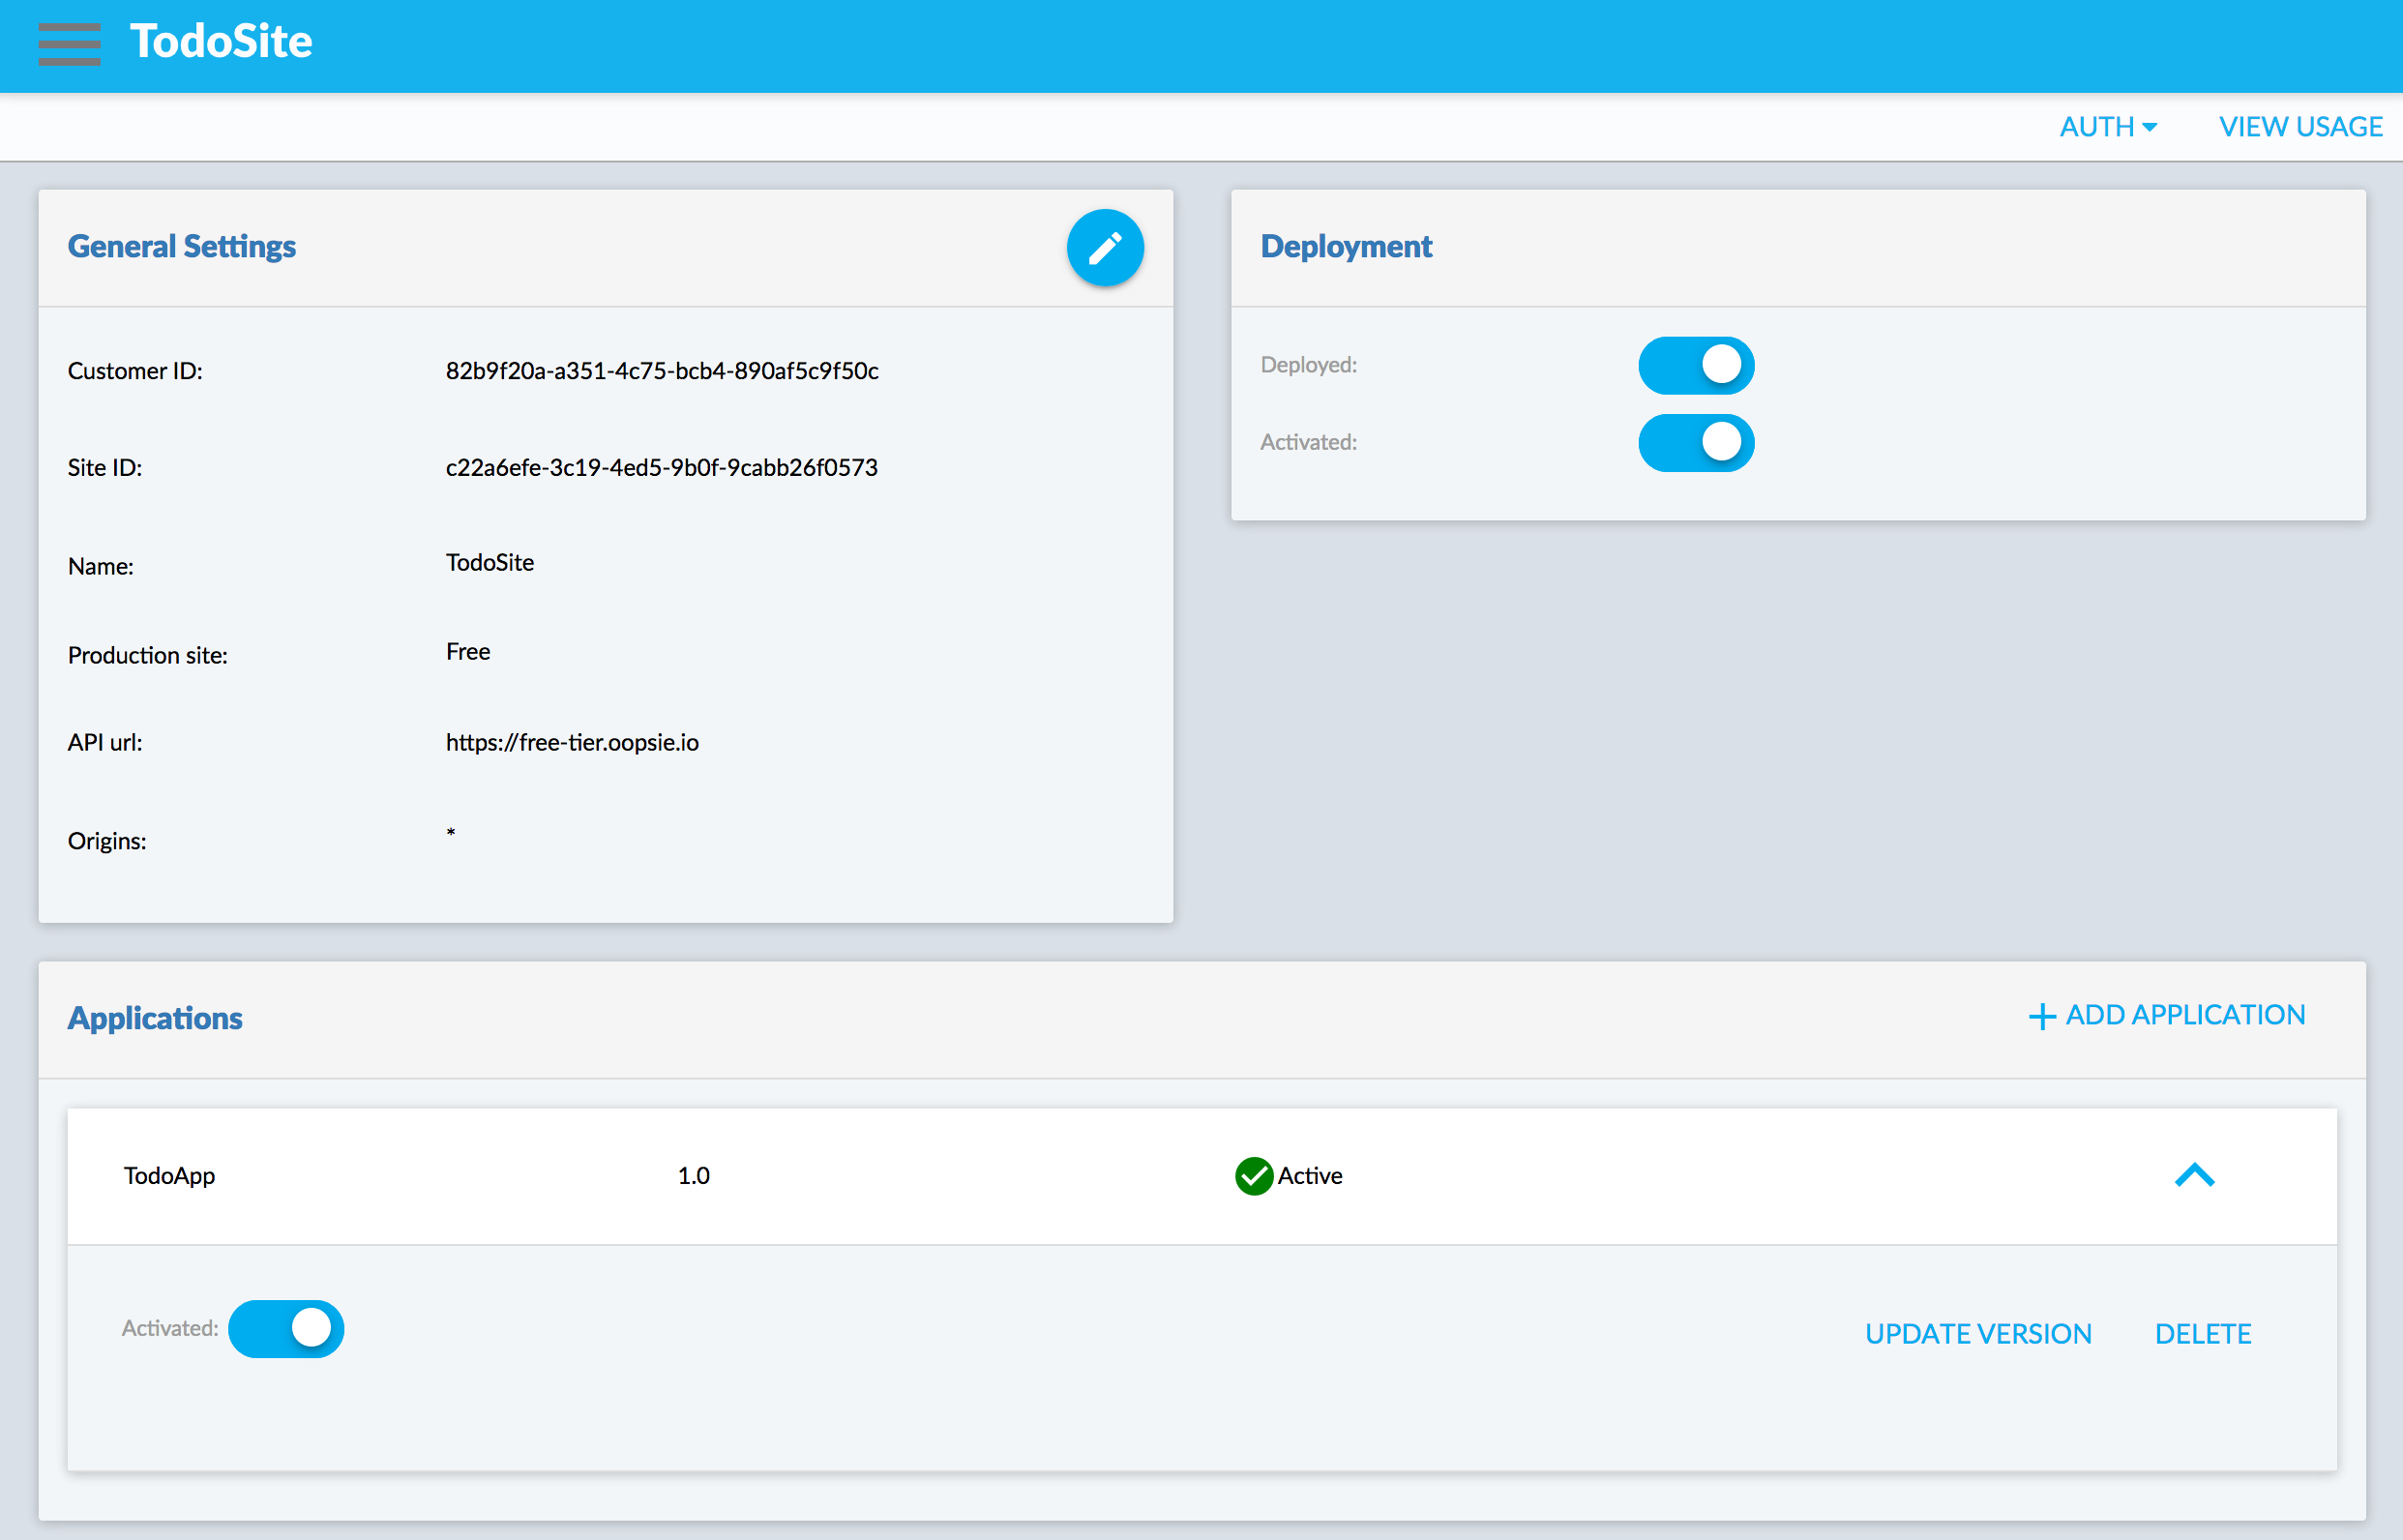 TodoSite
AUTH VIEW USAGE
General Settings
Customer ID: 82b9f20a-a351-4c75-bcb4-890af5c9f50c
Site ID: c22a6efe-3c19-4ed5-9b0f-9cabb26f0573
Name: TodoSite
Production site: Free
API url: https://free-tier.oopsie.io
Origins: *
Deployment
Deployed:
Activated:
Applications
ADD APPLICATION
TodoApp 1.0 Active
Activated:
UPDATE VERSION DELETE